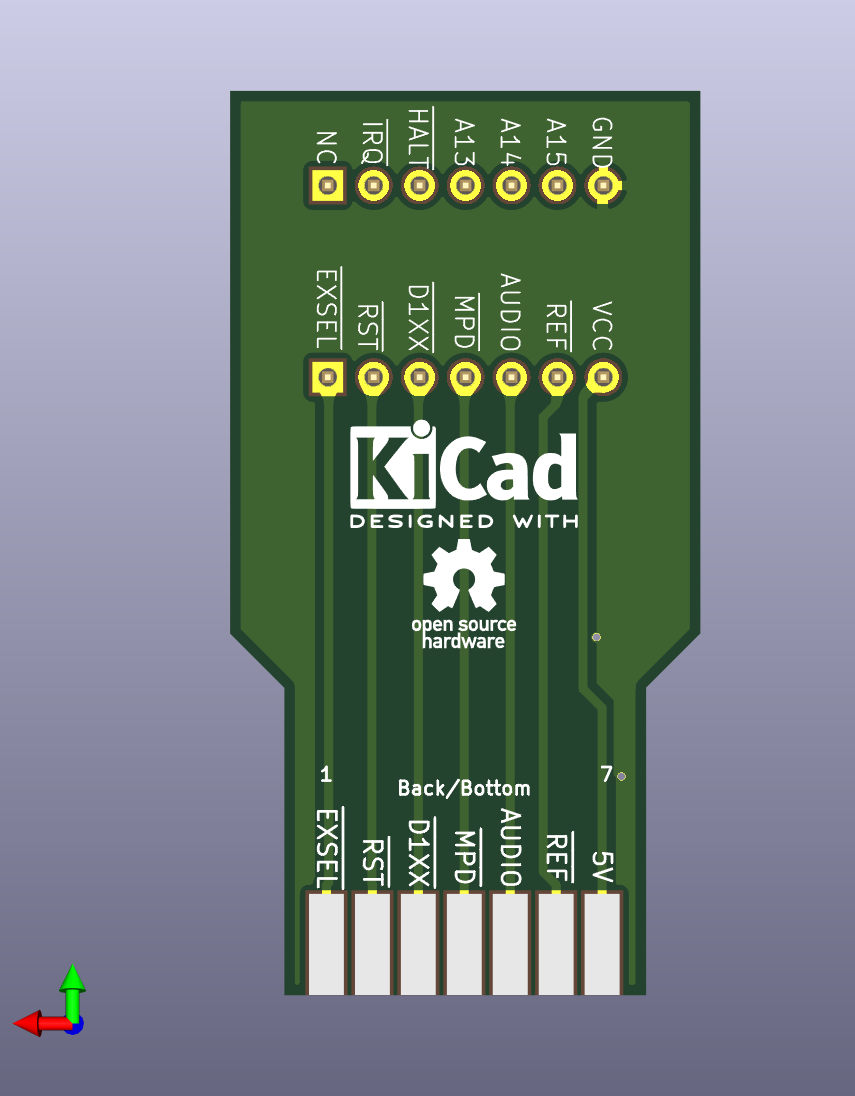 NC IRQ HALT A13 A14 A15 GND
EXSEL RST D1XX MPD AUDIO REF VCC
KiCad
DESIGNED WITH
open source
hardware
1 7
Back/Bottom
EXSEL RST D1XX MPD AUDIO REF 5V